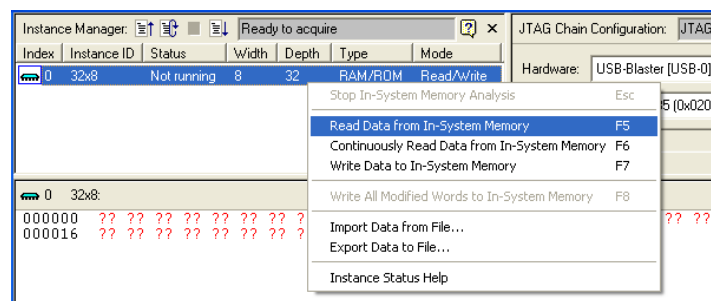 Instance Manager: Ready to acquire
JTAG Chain Configuration: JTAG
Index Instance ID Status Width Depth Type Mode
0 32x8 Not running 8 32 RAM/ROM Read/Write
Hardware: USB-Blaster [USB-0]
Stop In-System Memory Analysis Esc
Read Data from In-System Memory F5
Continuously Read Data from In-System Memory F6
Write Data to In-System Memory F7
Write All Modified Words to In-System Memory F8
Import Data from File...
Export Data to File...
Instance Status Help
5 (0x020
0 32x8:
000000 ?? ?? ?? ?? ?? ?? ?? ? ?? ??
000016 ?? ?? ?? ?? ?? ?? ?? ?